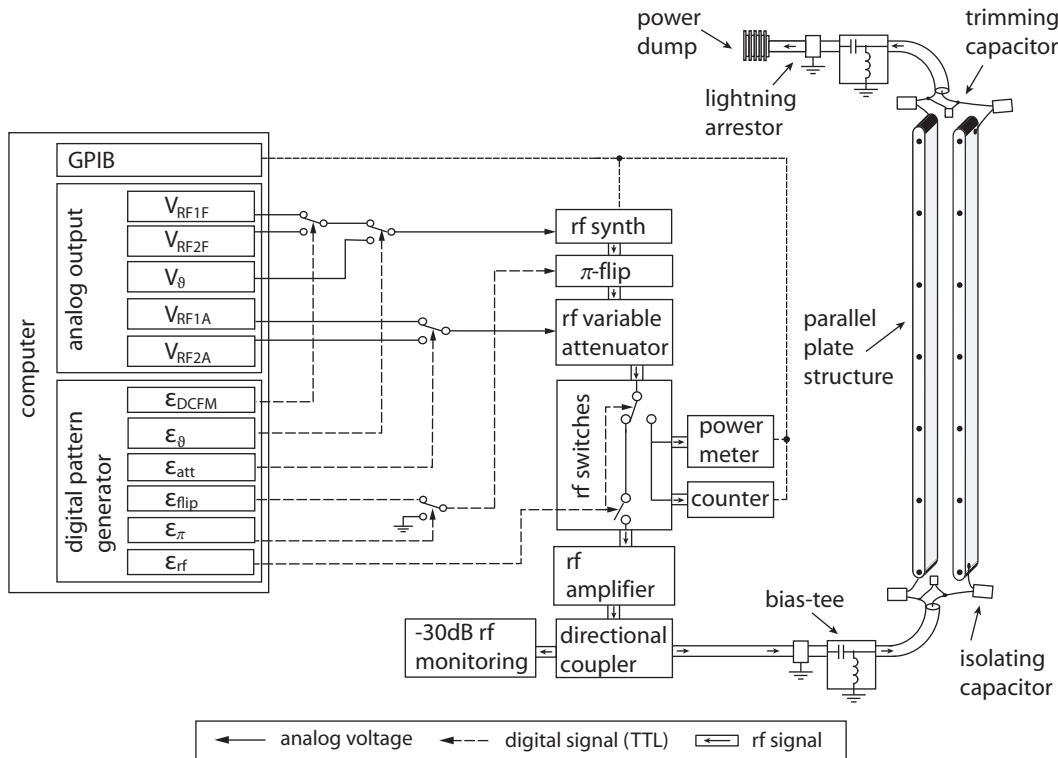 power
dump
trimming
capacitor
lightning
arrestor
computer
GPIB
analog output
V_RF1F
V_RF2F
V_ϑ
V_RF1A
V_RF2A
digital pattern
generator
ε_DCFM
ε_ϑ
ε_att
ε_flip
ε_π
ε_rf
rf synth
π-flip
rf variable
attenuator
rf switches
power
meter
counter
rf
amplifier
-30dB rf
monitoring
directional
coupler
parallel
plate
structure
bias-tee
isolating
capacitor
analog voltage
digital signal (TTL)
rf signal